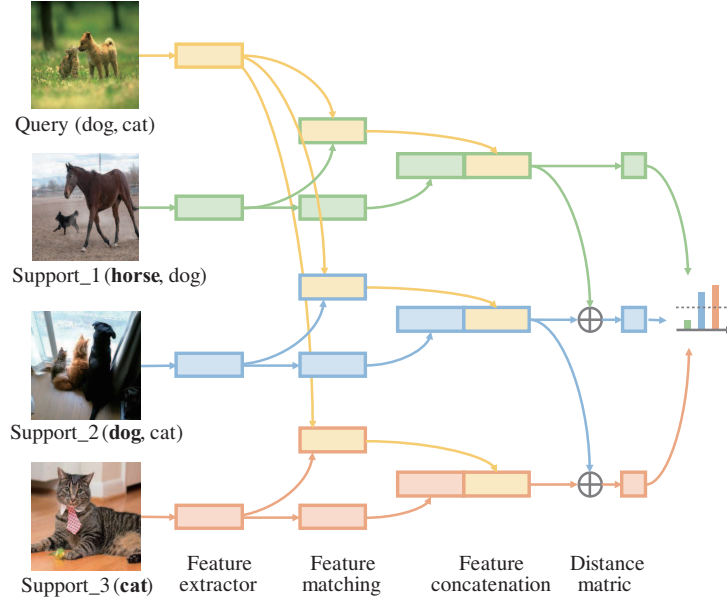 Query (dog, cat)
Support_1 (horse, dog)
Support_2 (dog, cat)
Support_3 (cat)
Feature
extractor
Feature
matching
Feature
concatenation
Distance
matric